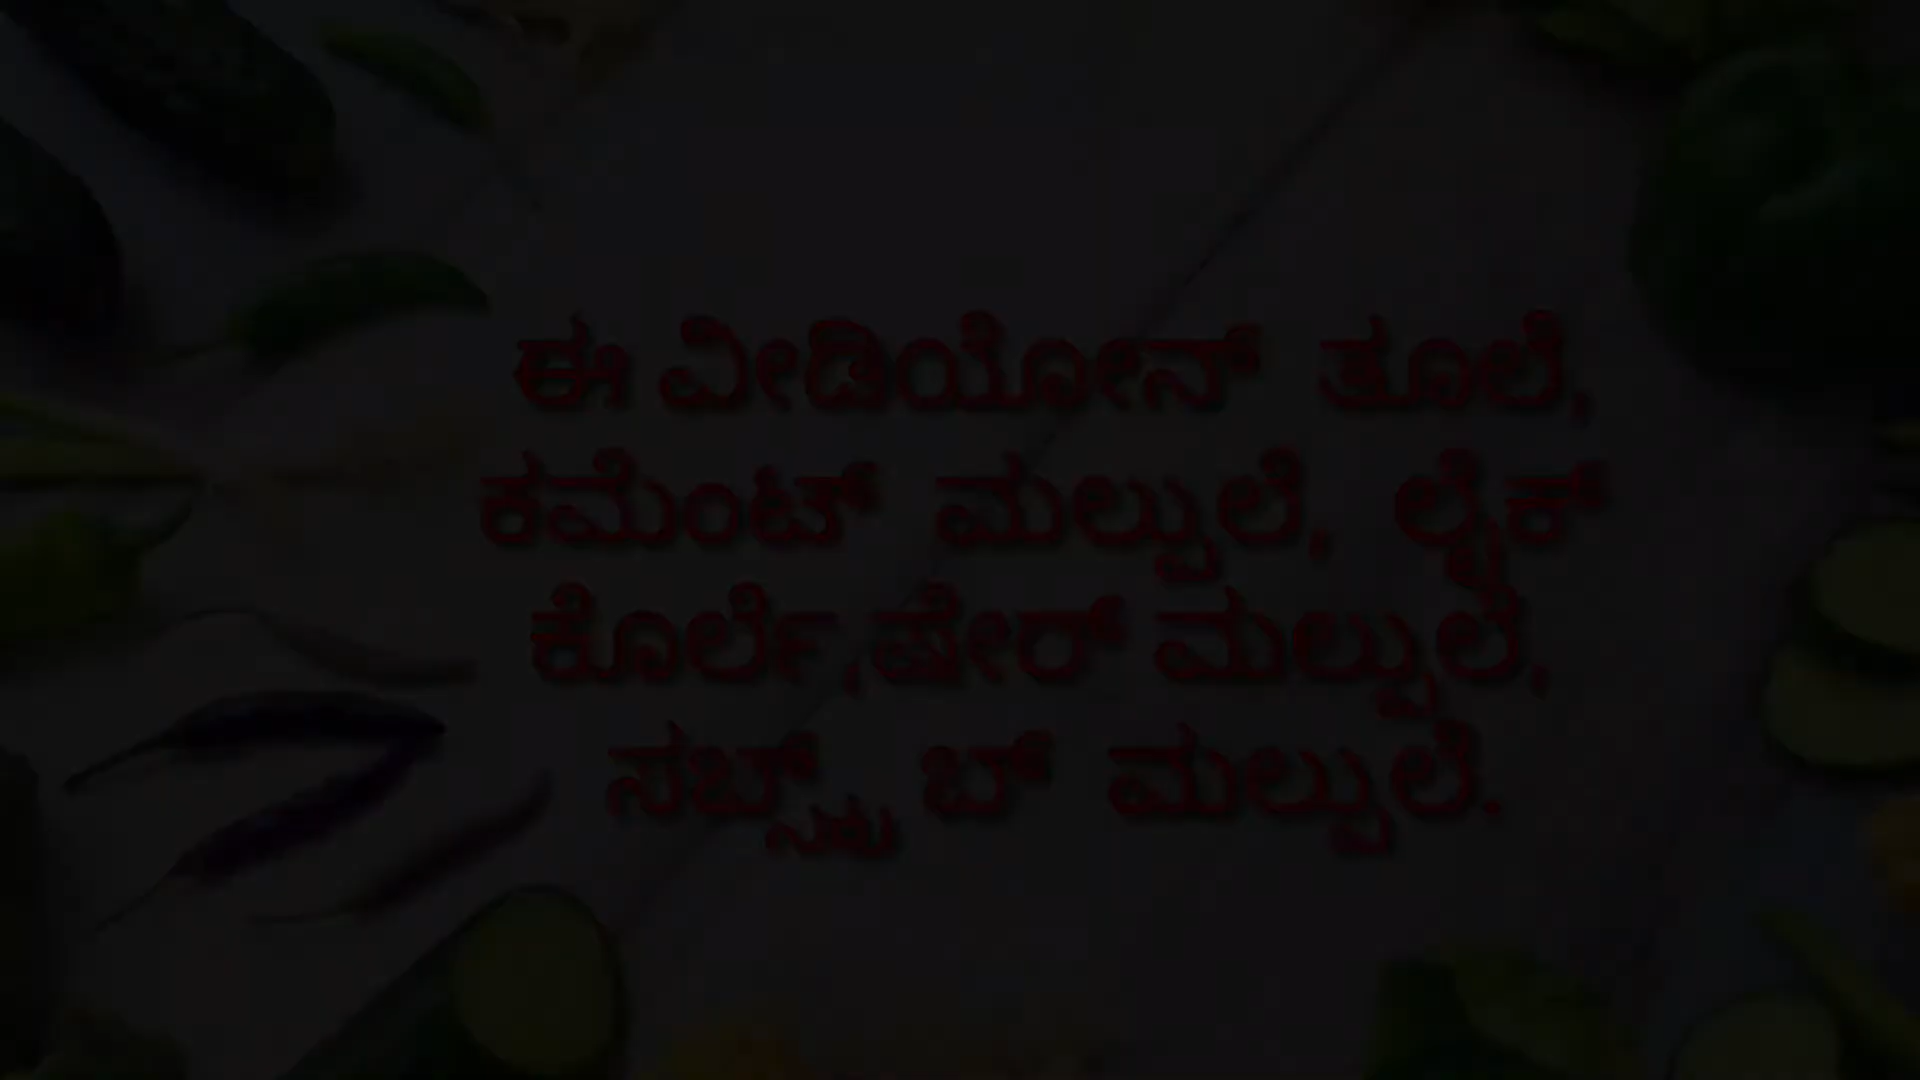 ಈ ವೀಡಿಯೋನ್ ತೂಲೆ,
ಕಮೆಂಟ್ ಮಲ್ಪುಲೆ, ಲೈಕ್
ಕೊರ್ಲೆ,ಷೇರ್ ಮಲ್ಪುಲೆ,
ಸಬ್ಸ್ಕ್ರೈಬ್ ಮಲ್ಪುಲೆ.